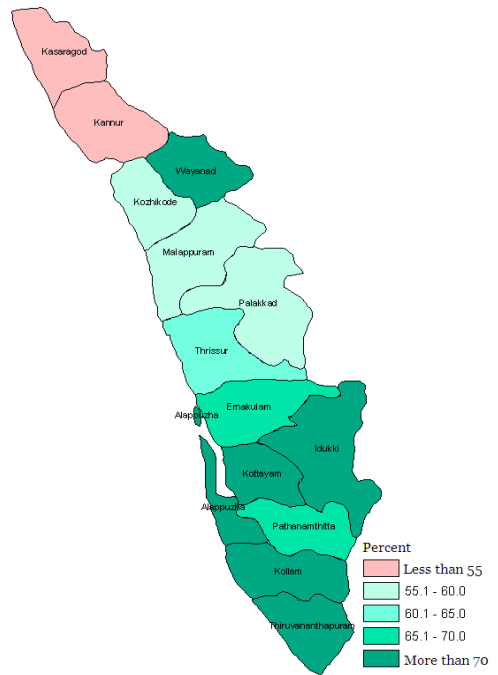 Kasaragod
Kannur
Wayanad
Kozhikode
Malappuram
Palakkad
Thrissur
Alappuzha
Ernakulam
Idukki
Kottayam
Alappuzha
Pathanamthitta
Kollam
Thiruvananthapuram
Percent
Less than 55
55.1 - 60.0
60.1 - 65.0
65.1 - 70.0
More than 70